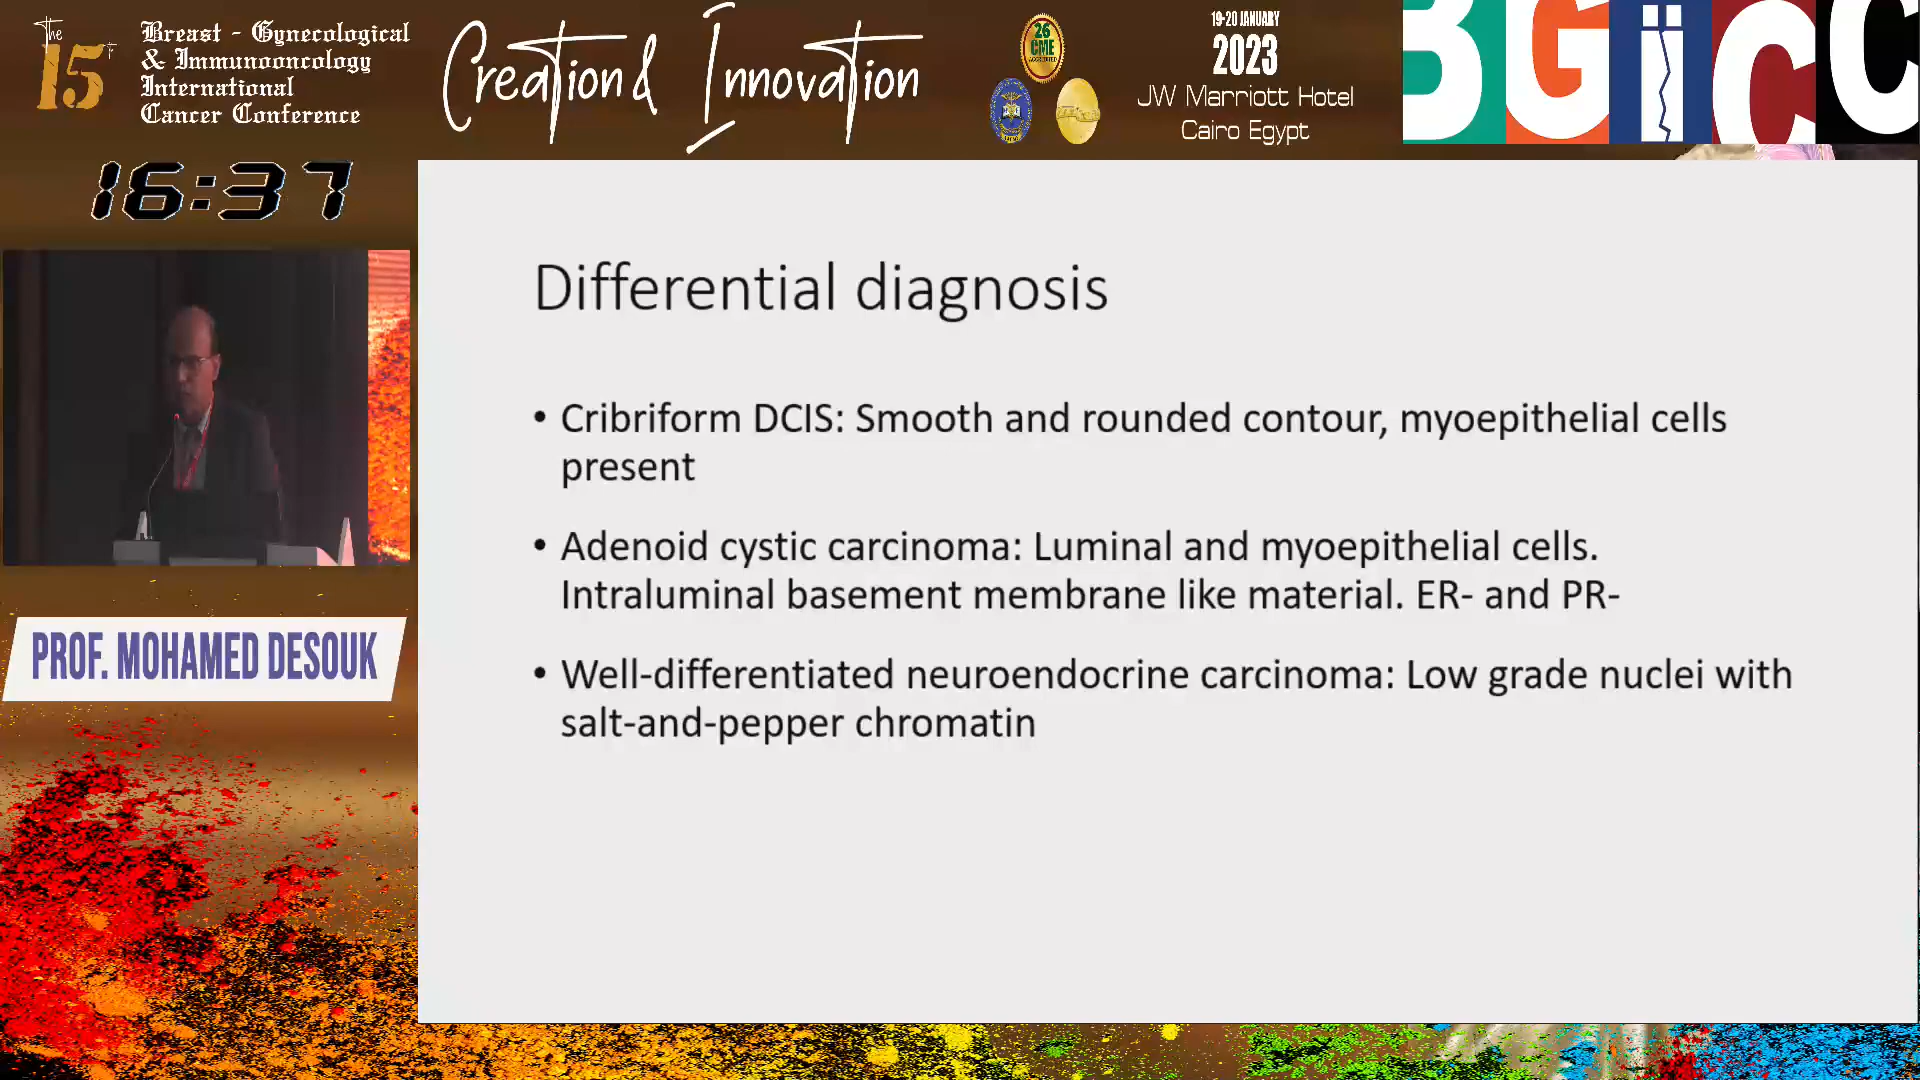 The
15
Breast - Gynecological
& Immunooncology
International
Cancer Conference
Creation & Innovation
26
CME
ACCREDITED
19-20 JANUARY
2023
JW Marriott Hotel
Cairo Egypt
BGICC
16:37
PROF. MOHAMED DESOUK
Differential diagnosis
• Cribriform DCIS: Smooth and rounded contour, myoepithelial cells
present
• Adenoid cystic carcinoma: Luminal and myoepithelial cells.
Intraluminal basement membrane like material. ER- and PR-
• Well-differentiated neuroendocrine carcinoma: Low grade nuclei with
salt-and-pepper chromatin